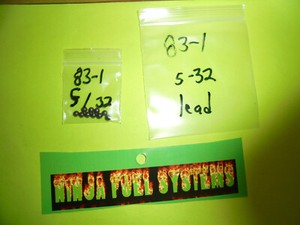 83-1
5/32
83-1
5-32
lead
NINJA FUEL SYSTEMS